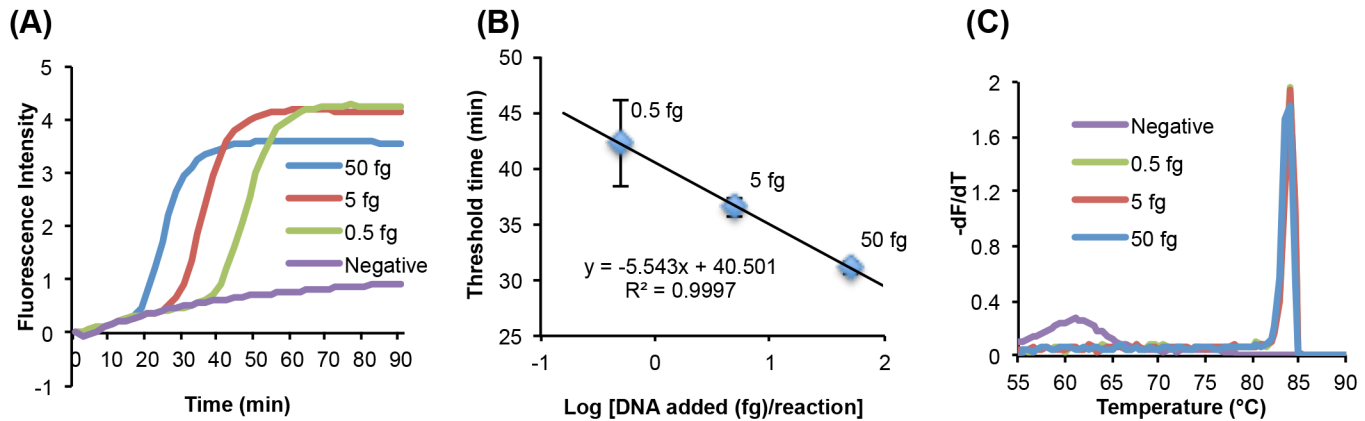 (A)
Fluorescence Intensity
5
4
3
2
1
0
-1
0 10 20 30 40 50 60 70 80 90
Time (min)
50 fg
5 fg
0.5 fg
Negative
(B)
Threshold time (min)
50
45
40
35
30
25
-1 0 1 2
Log [DNA added (fg)/reaction]
0.5 fg
5 fg
50 fg
y = -5.543x + 40.501
R² = 0.9997
(C)
-dF/dT
2
1.6
1.2
0.8
0.4
0
55 60 65 70 75 80 85 90
Temperature (°C)
Negative
0.5 fg
5 fg
50 fg